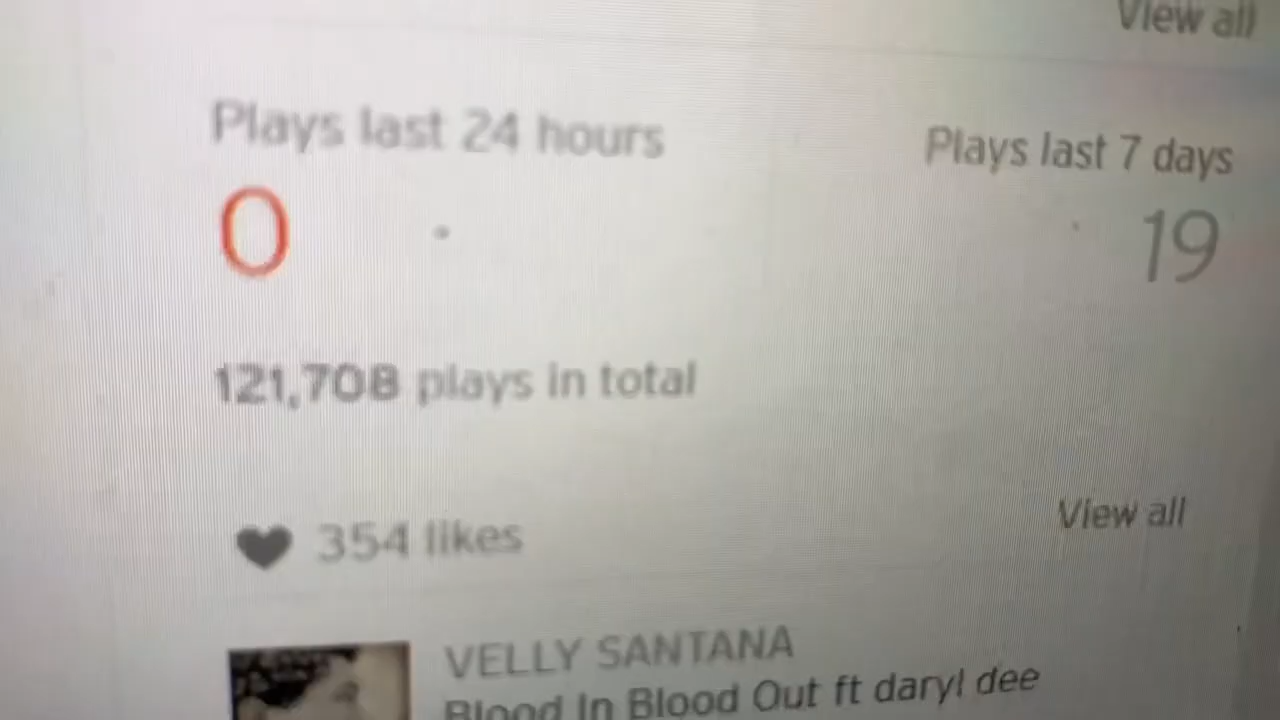 View all
Plays last 24 hours
Plays last 7 days
0
19
121,708 plays in total
354 likes
View all
VELLY SANTANA
Blood In Blood Out ft daryl dee